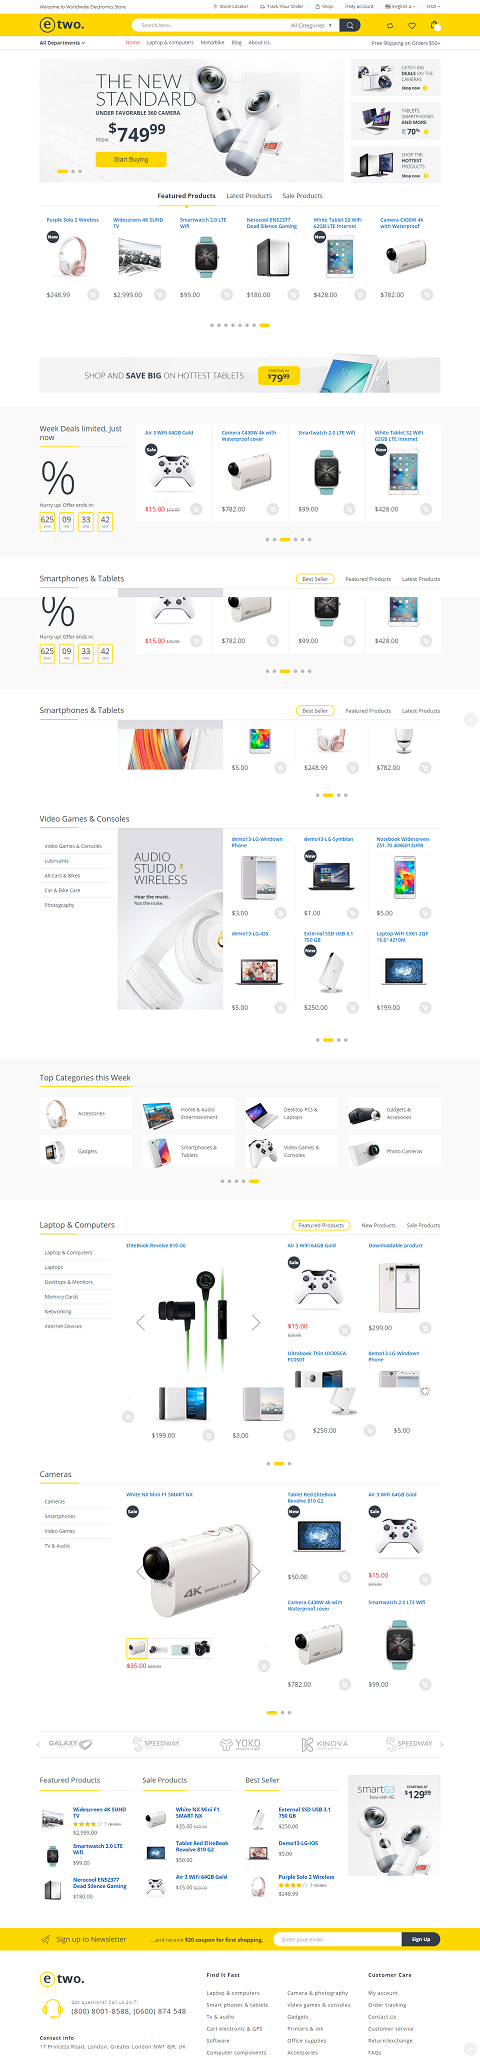 Welcome to Worldwide Electronics Store
Store Locator
Track Your Order
Shop
My account
English
USD
e two.
Search here...
All Categories
All Departments
Home
Laptop & computers
Motorbike
Blog
About Us
Free Shipping on Orders $50+
THE NEW
STANDARD
UNDER FAVORABLE 360 CAMERA
FROM $749 99
Start Buying
CATCH BIG
DEALS ON THE
CAMERAS
Shop now
TABLETS,
SMARTPHONES
AND MORE
70%
SHOP THE
HOTTEST
PRODUCTS
Shop now
Featured Products
Latest Products
Sale Products
Purple Solo 2 Wireless
Widescreen 4K SUHD TV
Smartwatch 2.0 LTE Wifi
Nerocool EN52377 Dead Silence Gaming
White Tablet S2 WiFi 62GB LTE Internet
Camera C430W 4k with Waterproof
New
New
$248.99
$2,999.00
$99.00
$180.00
$428.00
$782.00
SHOP AND SAVE BIG ON HOTTEST TABLETS
STARTING AT
$79 99
Week Deals limited, Just
now
%
Hurry up! Offer ends in:
625 09 33 42
Air 3 WiFi 64GB Gold
Camera C430W 4k with Waterproof cover
Smartwatch 2.0 LTE Wifi
White Tablet S2 WiFi 62GB LTE Internet
Sale
New
$15.00 $20.00
$782.00
$99.00
$428.00
Smartphones & Tablets
Best Seller
Featured Products
Latest Products
%
Hurry up! Offer ends in:
625 09 33 42
$15.00 $20.00
$782.00
$99.00
$428.00
Smartphones & Tablets
Best Seller
Featured Products
Latest Products
$5.00
$248.99
$782.00
Video Games & Consoles
Video Games & Consoles
Lubricants
All Cars & Bikes
Car & Bike Care
Photography
AUDIO
STUDIO 3
WIRELESS
Hear the music.
Not the noise.
demo13-LG-Windown Phone
demo13-LG-Symbian
Notebook Widescreen Z51-70 40K6013UPB
New
$3.00
$1.00
$5.00
demo13-LG-iOS
External SSD USB 3.1 750 GB
Laptop WiFi CX61 2QF 15.6" 4210M
New
$5.00
$250.00
$199.00
Top Categories this Week
Accessories
Home & Audio Enterteinment
Desktop PCs & Laptops
Gadgets & Accesories
Gadgets
Smartphones & Tablets
Video Games & Consoles
Photo Cameras
Laptop & Computers
Featured Products
New Products
Sale Products
Laptop & Computers
Laptops
Desktops & Monitors
Memory Cards
Networking
Internet Devices
EliteBook Revolve 810 G6
Air 3 WiFi 64GB Gold
Downloadable product
Sale
$15.00
$20.00
$299.00
Ultrabook Thin UX305CA-FC050T
demo13-LG-Windown Phone
$199.00
$3.00
$250.00
$5.00
Cameras
Cameras
Smartphones
Video Games
TV & Audio
White NX Mini F1 SMART NX
Tablet Red EliteBook Revolve 810 G2
Air 3 WiFi 64GB Gold
Sale
New
Sale
4K
$50.00
$15.00
$20.00
Camera C430W 4k with Waterproof cover
Smartwatch 2.0 LTE Wifi
$35.00
$782.00
$99.00
GALAXY
SPEEDWAY
YOKO
KINOVA
SPEEDWAY
Featured Products
Sale Products
Best Seller
Widescreen 4K SUHD TV
1 review
$2,999.00
Smartwatch 2.0 LTE Wifi
$99.00
Nerocool EN52377 Dead Silence Gaming
$180.00
White NX Mini F1 SMART NX
$35.00
Tablet Red EliteBook Revolve 810 G2
$50.00
Air 3 WiFi 64GB Gold
$15.00 $20.00
External SSD USB 3.1 750 GB
$250.00
Demo13-LG-IOS
$5.00
Purple Solo 2 Wireless
1 review
$248.99
smartG3
Now with 4G
STARTING AT
$129 99
Sign up to Newsletter
...and receive $20 coupon for first shopping.
Enter your email
Sign Up
e two.
Got questions? Call us 24/7!
(800) 8001-8588, (0600) 874 548
Contact Info
17 Princess Road, London, Greater London NW1 8JR, UK
Find It Fast
Laptop & computers
Smart phones & tablets
Tv & audio
Cart electronic & GPS
Software
Computer components
Camera & photography
Video games & consoles
Gadgets
Printers & ink
Office supplies
Accessories
Customer Care
My account
Order tracking
Contact Us
Customer service
Return/exchange
FAQs